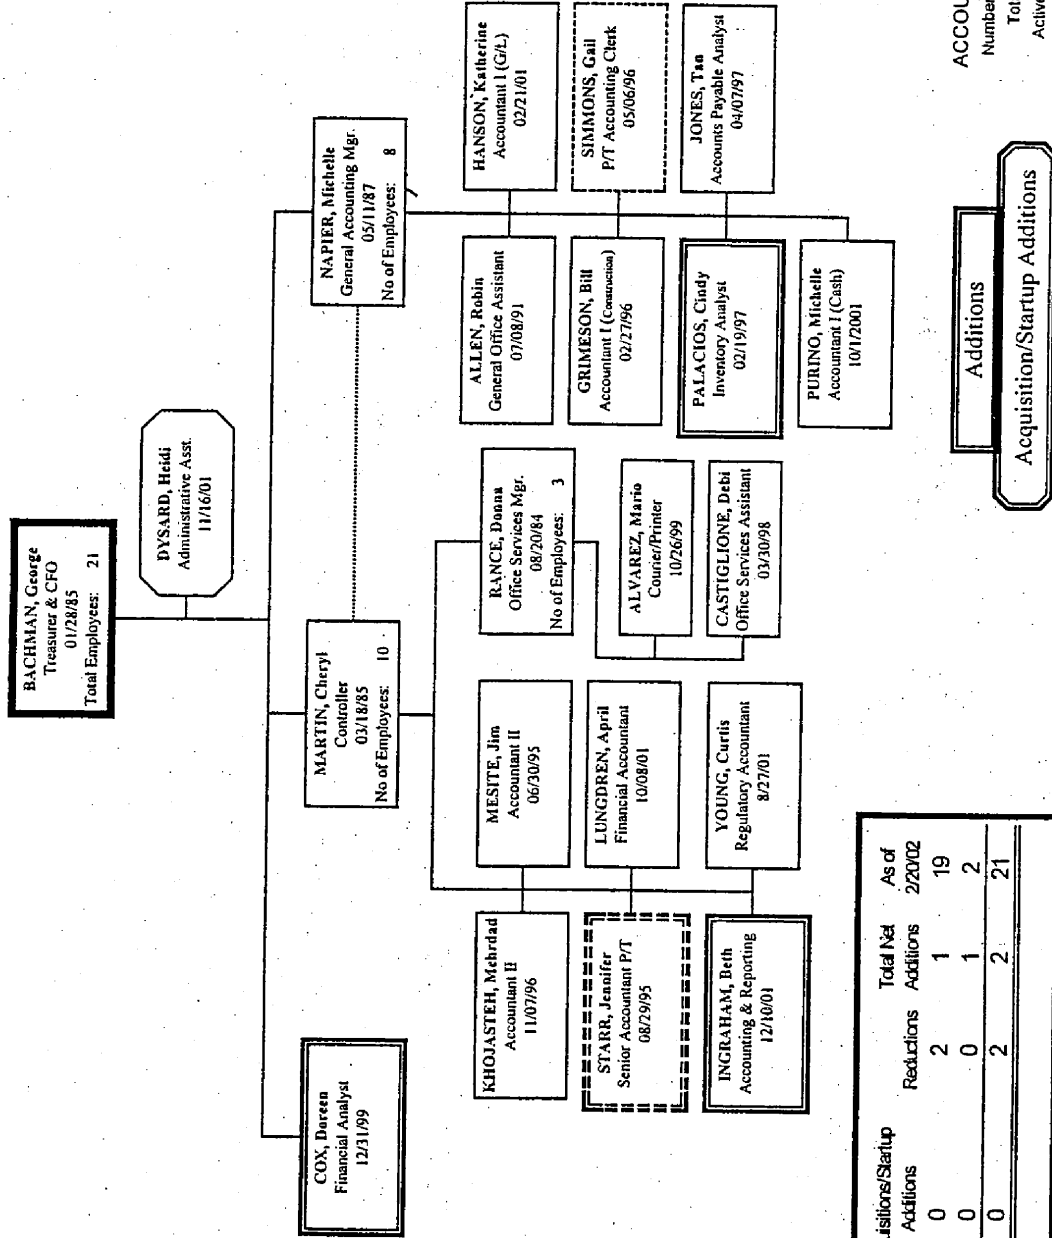 BACHMAN, George
Treasurer & CFO
01/28/85
Total Employees: 21
DYSARD, Heidi
Administrative Asst.
11/16/01
COX, Doreen
Financial Analyst
12/31/99
MARTIN, Cheryl
Controller
03/18/85
No of Employees: 10
NAPIER, Michelle
General Accounting Mgr.
05/11/87
No of Employees: 8
KHOJASTEH, Mehrdad
Accountant II
11/07/96
MESITE, Jim
Accountant II
06/30/95
STARR, Jennifer
Senior Accountant P/T
08/29/95
LUNGDREN, April
Financial Accountant
10/08/01
INGRAHAM, Beth
Accounting & Reporting
12/10/01
YOUNG, Curtis
Regulatory Accountant
8/27/01
RANCE, Donna
Office Services Mgr.
08/20/84
No of Employees: 3
ALVAREZ, Mario
Courier/Printer
10/26/99
CASTIGLIONE, Debi
Office Services Assistant
03/30/98
ALLEN, Robin
General Office Assistant
07/08/91
HANSON, Katherine
Accountant I (G/L)
02/21/01
GRIMESON, Bill
Accountant I (Construction)
02/27/96
SIMMONS, Gail
P/T Accounting Clerk
05/06/96
PALACIOS, Cindy
Inventory Analyst
02/19/97
JONES, Tan
Accounts Payable Analyst
04/07/97
PURINO, Michelle
Accountant I (Cash)
10/1/2001
uisitions/Startup Total Net As of
Additions Reductions Additions 2/20/02
0 2 1 19
0 0 1 2
0 2 2 21
Additions
Acquisition/Startup Additions
ACCOU
Number
Tot
Active